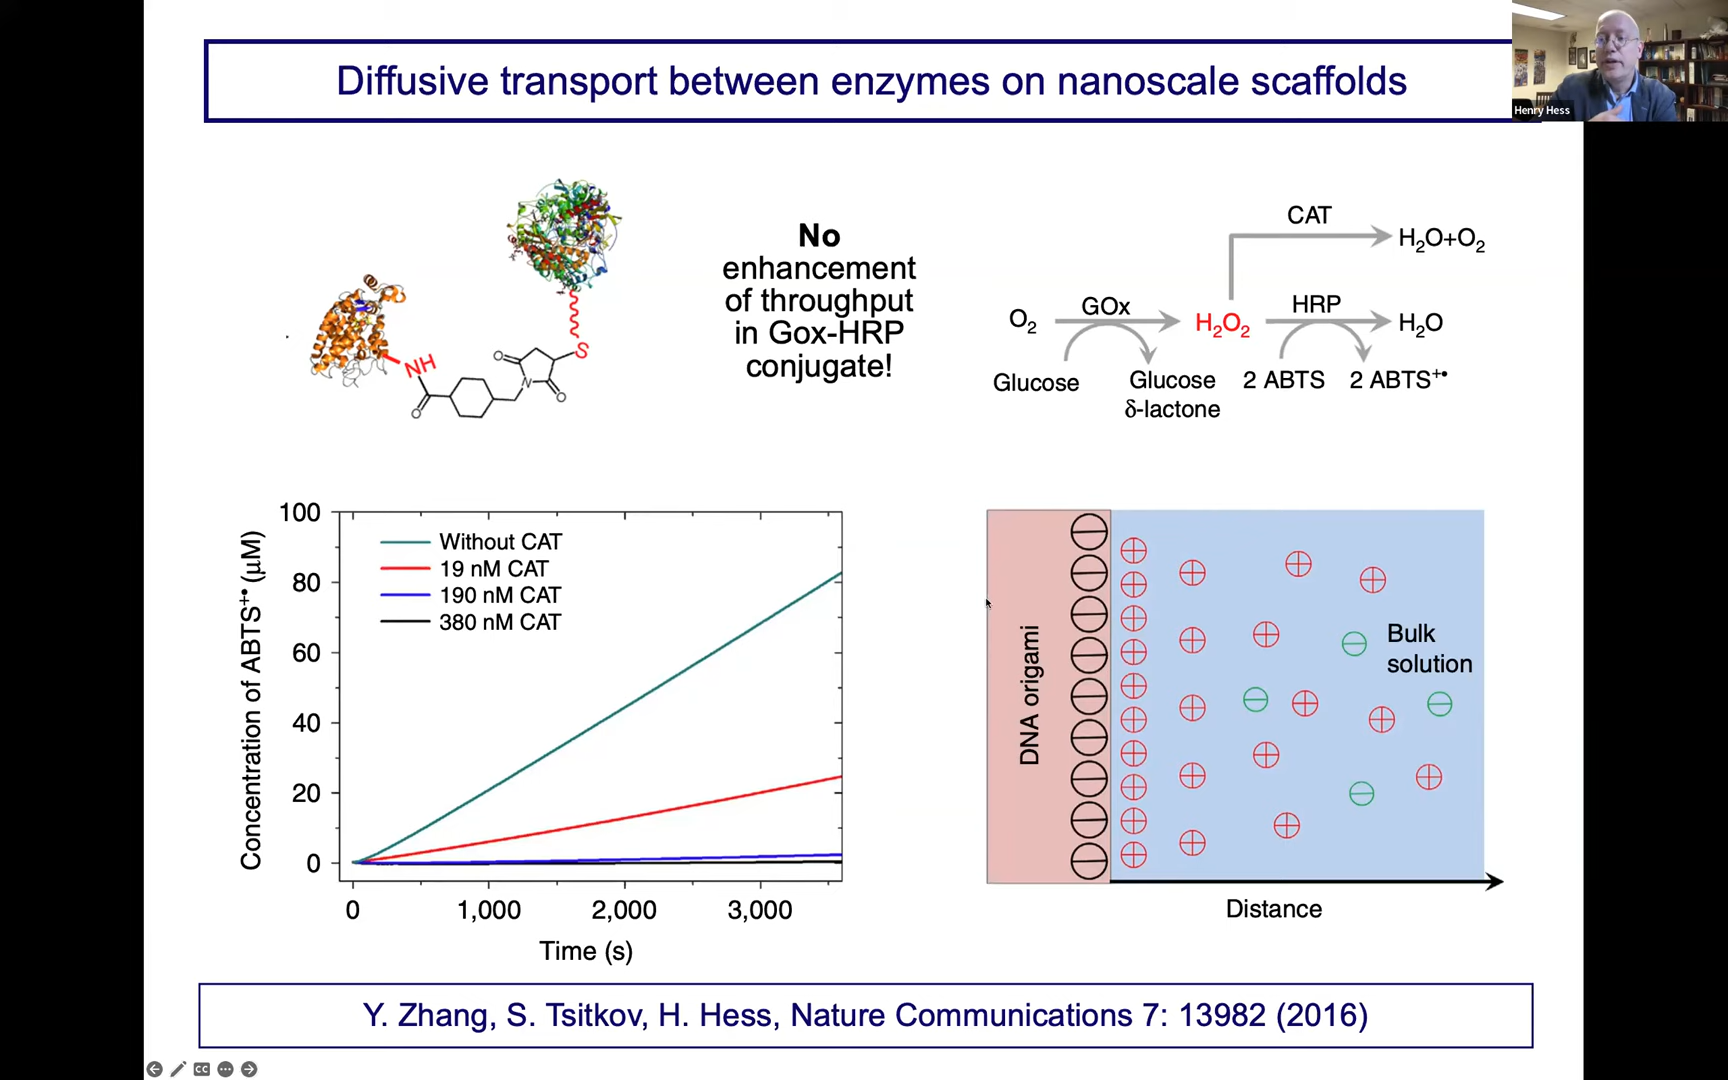 Diffusive transport between enzymes on nanoscale scaffolds
Henry Hess
NH
O
N
O
O
S
No
enhancement
of throughput
in Gox-HRP
conjugate!
CAT
H₂O+O₂
O₂
GOx
H₂O₂
HRP
H₂O
Glucose
Glucose
δ-lactone
2 ABTS
2 ABTS⁺•
Concentration of ABTS⁺• (µM)
100
80
60
40
20
0
Without CAT
19 nM CAT
190 nM CAT
380 nM CAT
0
1,000
2,000
3,000
Time (s)
DNA origami
Bulk
solution
Distance
Y. Zhang, S. Tsitkov, H. Hess, Nature Communications 7: 13982 (2016)
CC